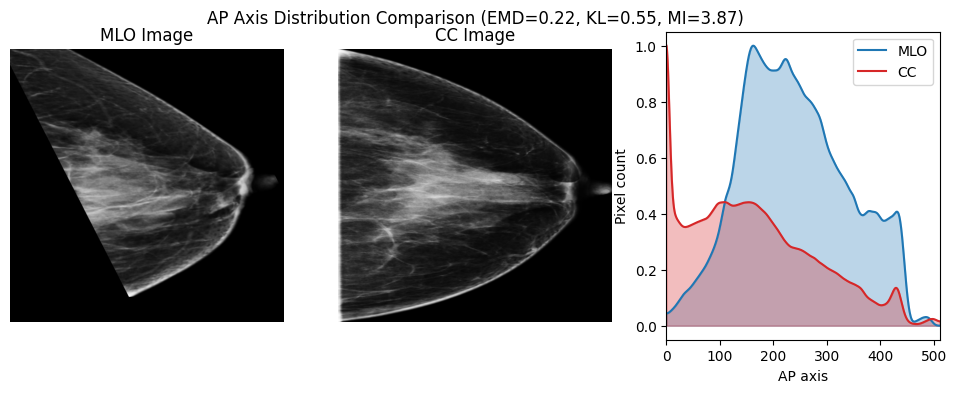 AP Axis Distribution Comparison (EMD=0.22, KL=0.55, MI=3.87)
MLO Image
CC Image
MLO
CC
Pixel count
1.0
0.8
0.6
0.4
0.2
0.0
0 100 200 300 400 500
AP axis